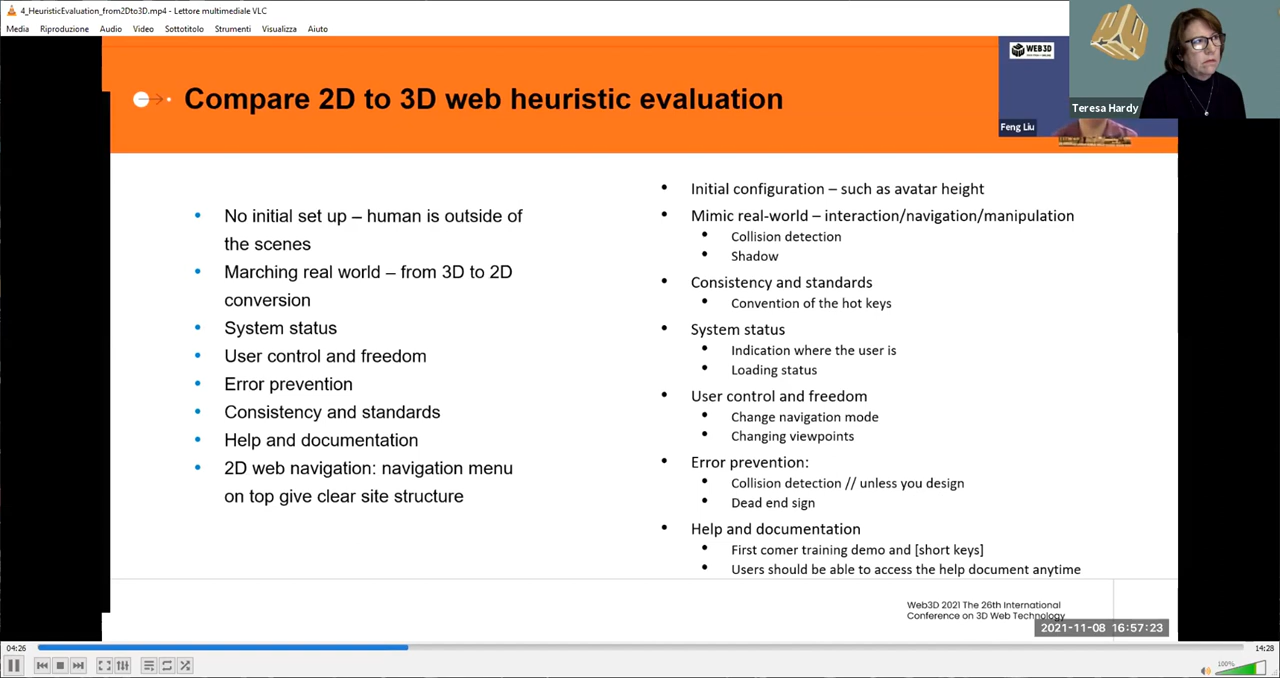 4_HeuristicEvaluation_from2Dto3D.mp4 - Lettore multimediale VLC
Media Riproduzione Audio Video Sottotitolo Strumenti Visualizza Aiuto
WEB3D
Teresa Hardy
Feng Liu
Compare 2D to 3D web heuristic evaluation
No initial set up – human is outside of
the scenes
Marching real world – from 3D to 2D
conversion
System status
User control and freedom
Error prevention
Consistency and standards
Help and documentation
2D web navigation: navigation menu
on top give clear site structure
Initial configuration – such as avatar height
Mimic real-world – interaction/navigation/manipulation
Collision detection
Shadow
Consistency and standards
Convention of the hot keys
System status
Indication where the user is
Loading status
User control and freedom
Change navigation mode
Changing viewpoints
Error prevention:
Collision detection // unless you design
Dead end sign
Help and documentation
First comer training demo and [short keys]
Users should be able to access the help document anytime
Web3D 2021 The 26th International
Conference on 3D Web Technology
2021-11-08 16:57:23
04:26
14:28
100%